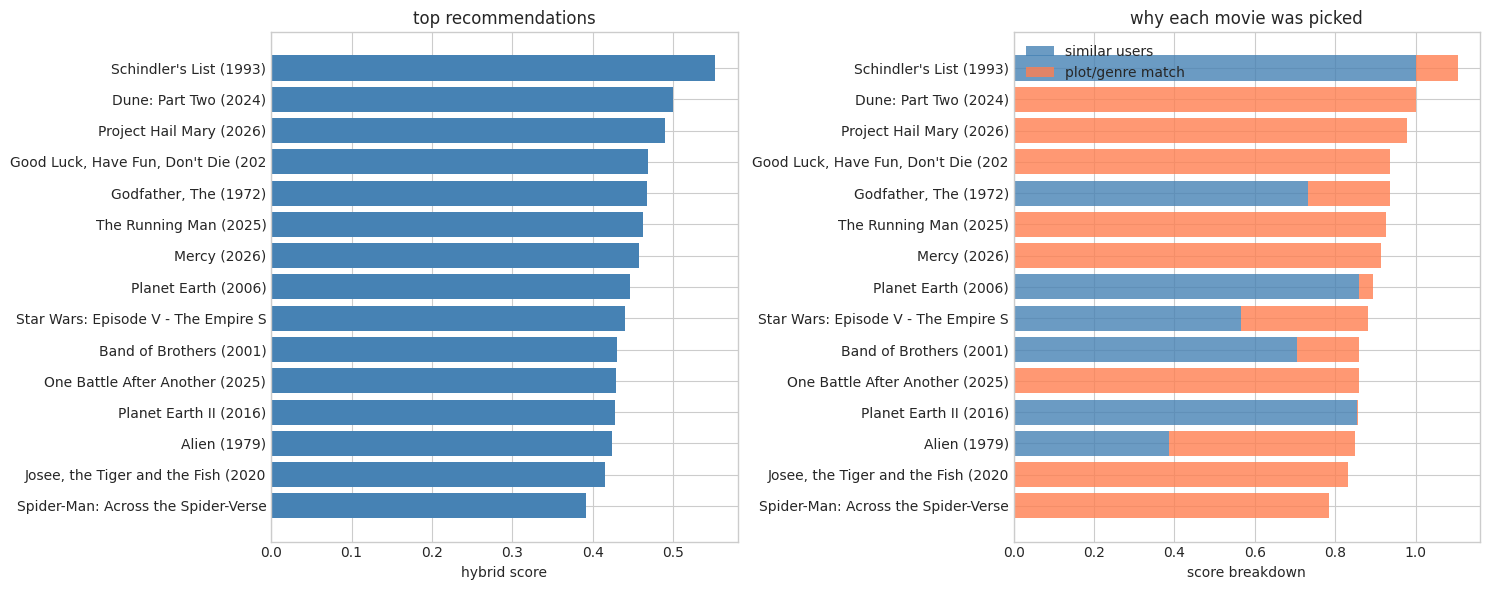 top recommendations
Schindler's List (1993)
Dune: Part Two (2024)
Project Hail Mary (2026)
Good Luck, Have Fun, Don't Die (202
Godfather, The (1972)
The Running Man (2025)
Mercy (2026)
Planet Earth (2006)
Star Wars: Episode V - The Empire S
Band of Brothers (2001)
One Battle After Another (2025)
Planet Earth II (2016)
Alien (1979)
Josee, the Tiger and the Fish (2020
Spider-Man: Across the Spider-Verse
0.0 0.1 0.2 0.3 0.4 0.5
hybrid score
why each movie was picked
similar users
plot/genre match
Schindler's List (1993)
Dune: Part Two (2024)
Project Hail Mary (2026)
Good Luck, Have Fun, Don't Die (202
Godfather, The (1972)
The Running Man (2025)
Mercy (2026)
Planet Earth (2006)
Star Wars: Episode V - The Empire S
Band of Brothers (2001)
One Battle After Another (2025)
Planet Earth II (2016)
Alien (1979)
Josee, the Tiger and the Fish (2020
Spider-Man: Across the Spider-Verse
0.0 0.2 0.4 0.6 0.8 1.0
score breakdown